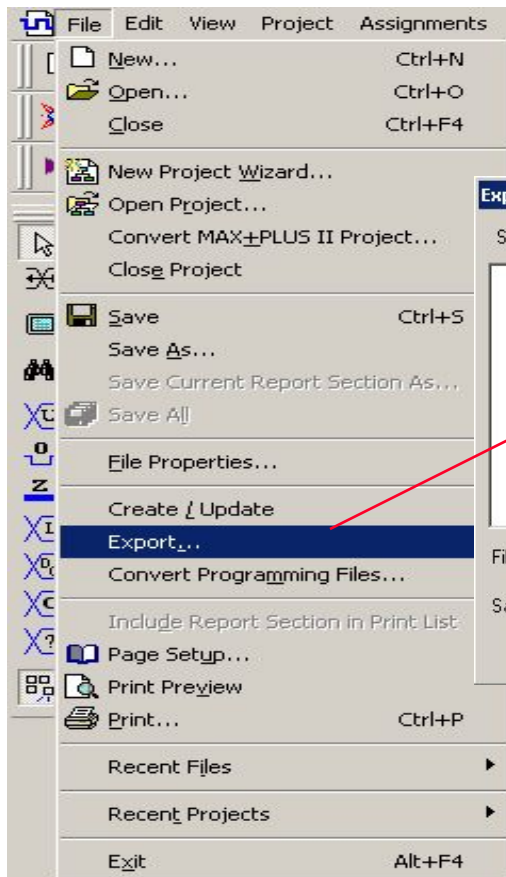 File Edit View Project Assignments
New... Ctrl+N
Open... Ctrl+O
Close Ctrl+F4
New Project Wizard...
Open Project...
Convert MAX+PLUS II Project...
Close Project
Save Ctrl+S
Save As...
Save Current Report Section As...
Save All
File Properties...
Create / Update
Export...
Convert Programming Files...
Include Report Section in Print List
Page Setup...
Print Preview
Print... Ctrl+P
Recent Files
Recent Projects
Exit Alt+F4